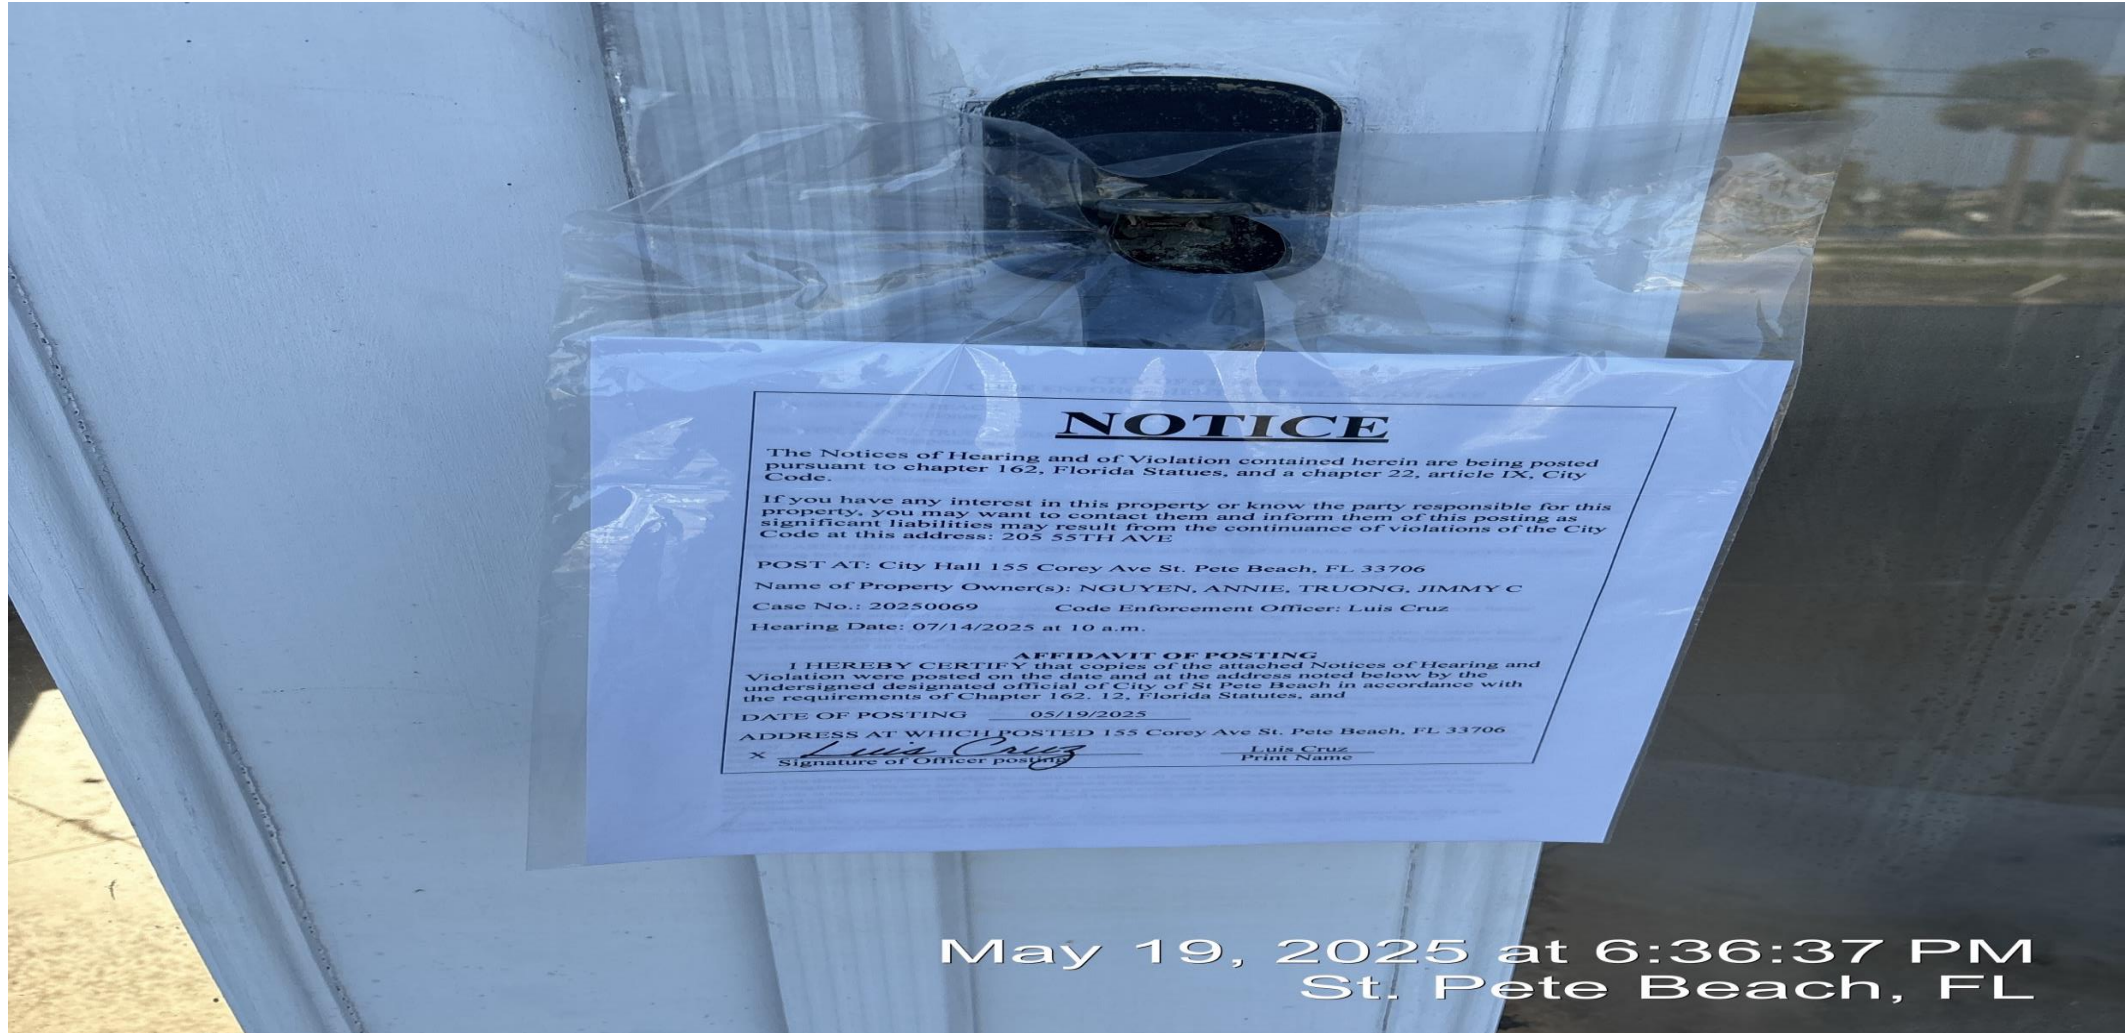 NOTICE
The Notices of Hearing and of Violation contained herein are being posted
pursuant to chapter 162, Florida Statues, and a chapter 22, article IX, City
Code.
If you have any interest in this property or know the party responsible for this
property, you may want to contact them and inform them of this posting as
significant liabilities may result from the continuance of violations of the City
Code at this address: 205 55TH AVE
POST AT: City Hall 155 Corey Ave St. Pete Beach, FL 33706
Name of Property Owner(s): NGUYEN, ANNIE, TRUONG, JIMMY C
Case No.: 20250069 Code Enforcement Officer: Luis Cruz
Hearing Date: 07/14/2025 at 10 a.m.
AFFIDAVIT OF POSTING
I HEREBY CERTIFY that copies of the attached Notices of Hearing and
Violation were posted on the date and at the address noted below by the
undersigned designated official of City of St Pete Beach in accordance with
the requirements of Chapter 162. 12, Florida Statutes, and
DATE OF POSTING 05/19/2025
ADDRESS AT WHICH POSTED 155 Corey Ave St. Pete Beach, FL 33706
X Luis Cruz Luis Cruz
Signature of Officer posting Print Name
May 19, 2025 at 6:36:37 PM
St. Pete Beach, FL